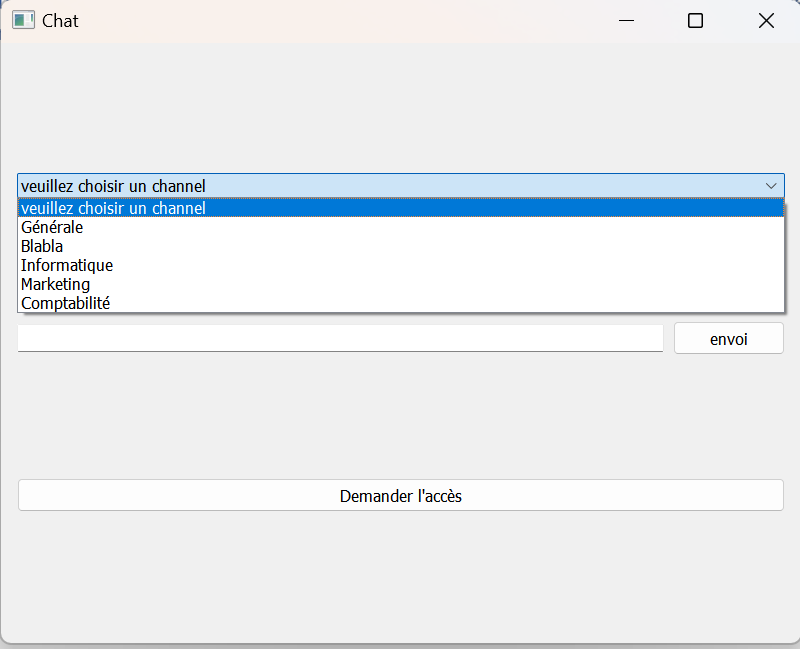 Chat
veuillez choisir un channel
veuillez choisir un channel
Générale
Blabla
Informatique
Marketing
Comptabilité
envoi
Demander l'accès